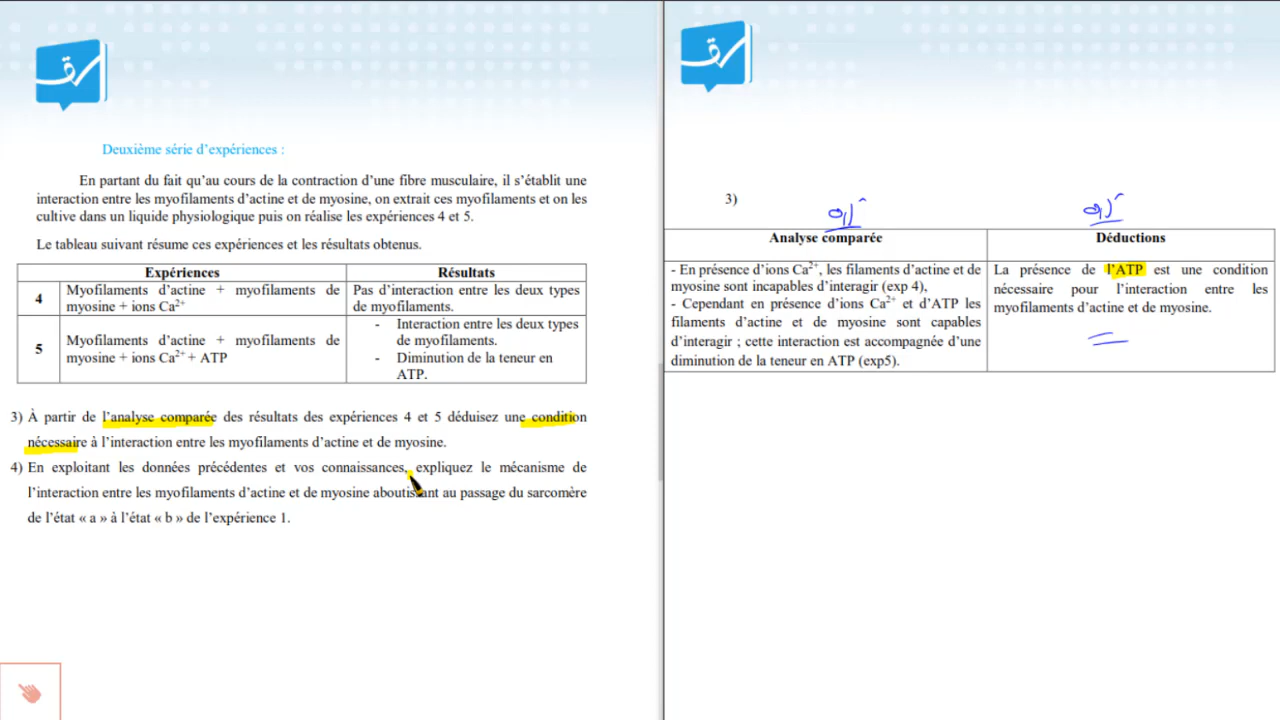 Deuxième série d'expériences :
En partant du fait qu'au cours de la contraction d'une fibre musculaire, il s'établit une
interaction entre les myofilaments d'actine et de myosine, on extrait ces myofilaments et on les
cultive dans un liquide physiologique puis on réalise les expériences 4 et 5.
Le tableau suivant résume ces expériences et les résultats obtenus.
Expériences
Résultats
4
Myofilaments d'actine + myofilaments de
myosine + ions Ca²⁺
Pas d'interaction entre les deux types
de myofilaments.
5
Myofilaments d'actine + myofilaments de
myosine + ions Ca²⁺ + ATP
- Interaction entre les deux types
de myofilaments.
- Diminution de la teneur en
ATP.
3) À partir de l'analyse comparée des résultats des expériences 4 et 5 déduisez une condition
nécessaire à l'interaction entre les myofilaments d'actine et de myosine.
4) En exploitant les données précédentes et vos connaissances, expliquez le mécanisme de
l'interaction entre les myofilaments d'actine et de myosine aboutissant au passage du sarcomère
de l'état « a » à l'état « b » de l'expérience 1.
3)
Analyse comparée
Déductions
- En présence d'ions Ca²⁺, les filaments d'actine et de
myosine sont incapables d'interagir (exp 4),
- Cependant en présence d'ions Ca²⁺ et d'ATP les
filaments d'actine et de myosine sont capables
d'interagir ; cette interaction est accompagnée d'une
diminution de la teneur en ATP (exp5).
La présence de l'ATP est une condition
nécessaire pour l'interaction entre les
myofilaments d'actine et de myosine.